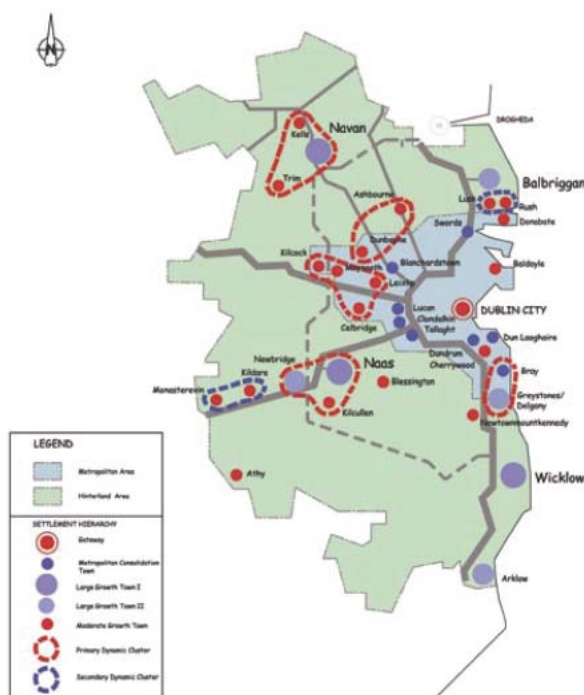 N
DROGHEDA
Kells
Navan
Trim
Balbriggan
Ashbourne
Lusk
Rush
Donabate
Swords
Dunboyne
Kilcock
Maynooth
Blanchardstown
Baldoyle
Leixlip
Lucan
DUBLIN CITY
Clondalkin
Celbridge
Tallaght
Dun Laoghaire
Dundrum
Cherrywood
Newbridge
Naas
Bray
Kildare
Blessington
Monasterevin
Greystones/
Delgany
Kilcullen
Newtownmountkennedy
Athy
Wicklow
Arklow
LEGEND
Metropolitan Area
Hinterland Area
SETTLEMENT HIERARCHY
Gateway
Metropolitan Consolidation
Town
Large Growth Town I
Large Growth Town II
Moderate Growth Town
Primary Dynamic Cluster
Secondary Dynamic Cluster